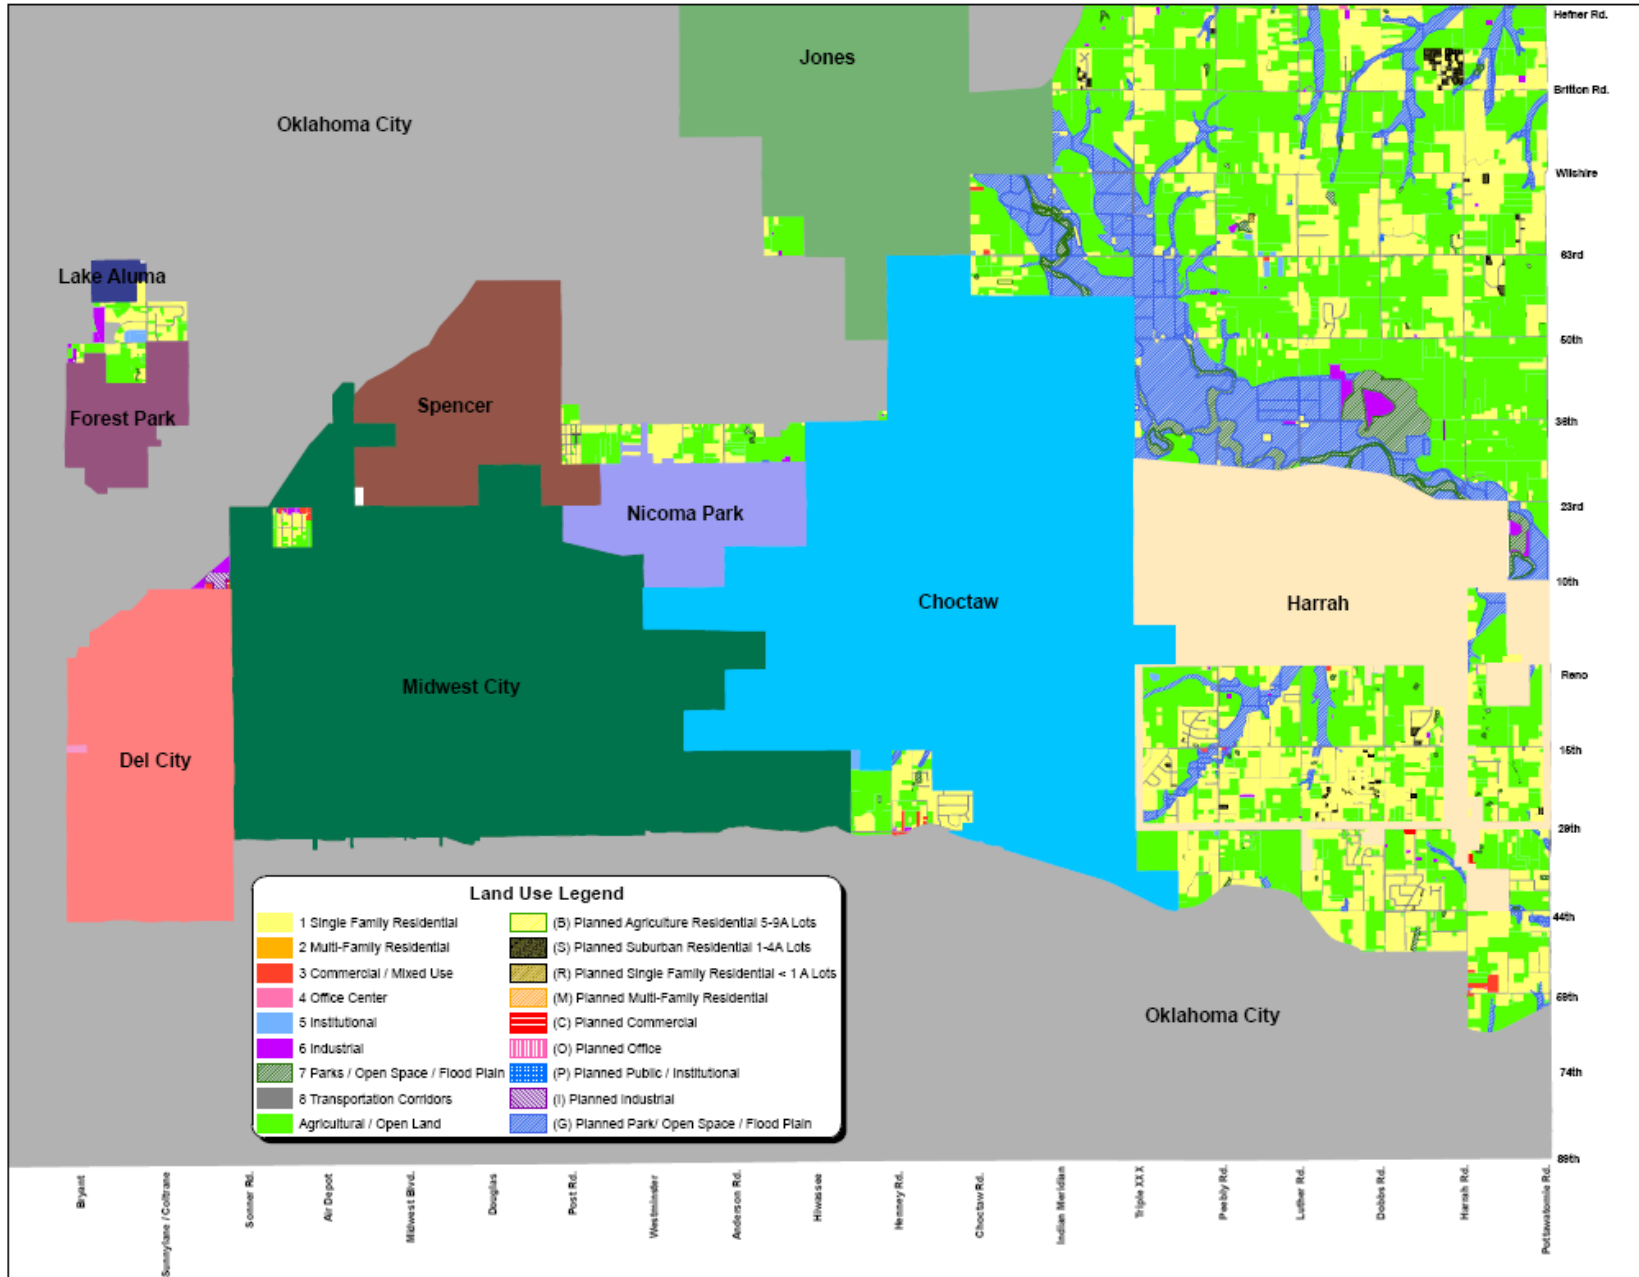 Hefner Rd.
Jones
Britton Rd.
Oklahoma City
Wilshire
63rd
Lake Aluma
50th
Spencer
Forest Park
36th
23rd
Nicoma Park
10th
Choctaw
Harrah
Reno
Midwest City
15th
Del City
29th
Land Use Legend
1 Single Family Residential
2 Multi-Family Residential
3 Commercial / Mixed Use
4 Office Center
5 Institutional
6 Industrial
7 Parks / Open Space / Flood Plain
8 Transportation Corridors
Agricultural / Open Land
(B) Planned Agriculture Residential 5-9A Lots
(S) Planned Suburban Residential 1-4A Lots
(R) Planned Single Family Residential < 1 A Lots
(M) Planned Multi-Family Residential
(C) Planned Commercial
(O) Planned Office
(P) Planned Public / Institutional
(I) Planned Industrial
(G) Planned Park/ Open Space / Flood Plain
44th
59th
Oklahoma City
74th
89th
Bryant
Sunnylane / Coltrane
Sonner Rd.
Air Depot
Midwest Blvd.
Douglas
Post Rd.
Westminster
Anderson Rd.
Hiwassee
Henney Rd.
Choctaw Rd.
Indian Meridian
Triple XXX
Peebly Rd.
Luther Rd.
Dobbs Rd.
Harrah Rd.
Pottawatomie Rd.